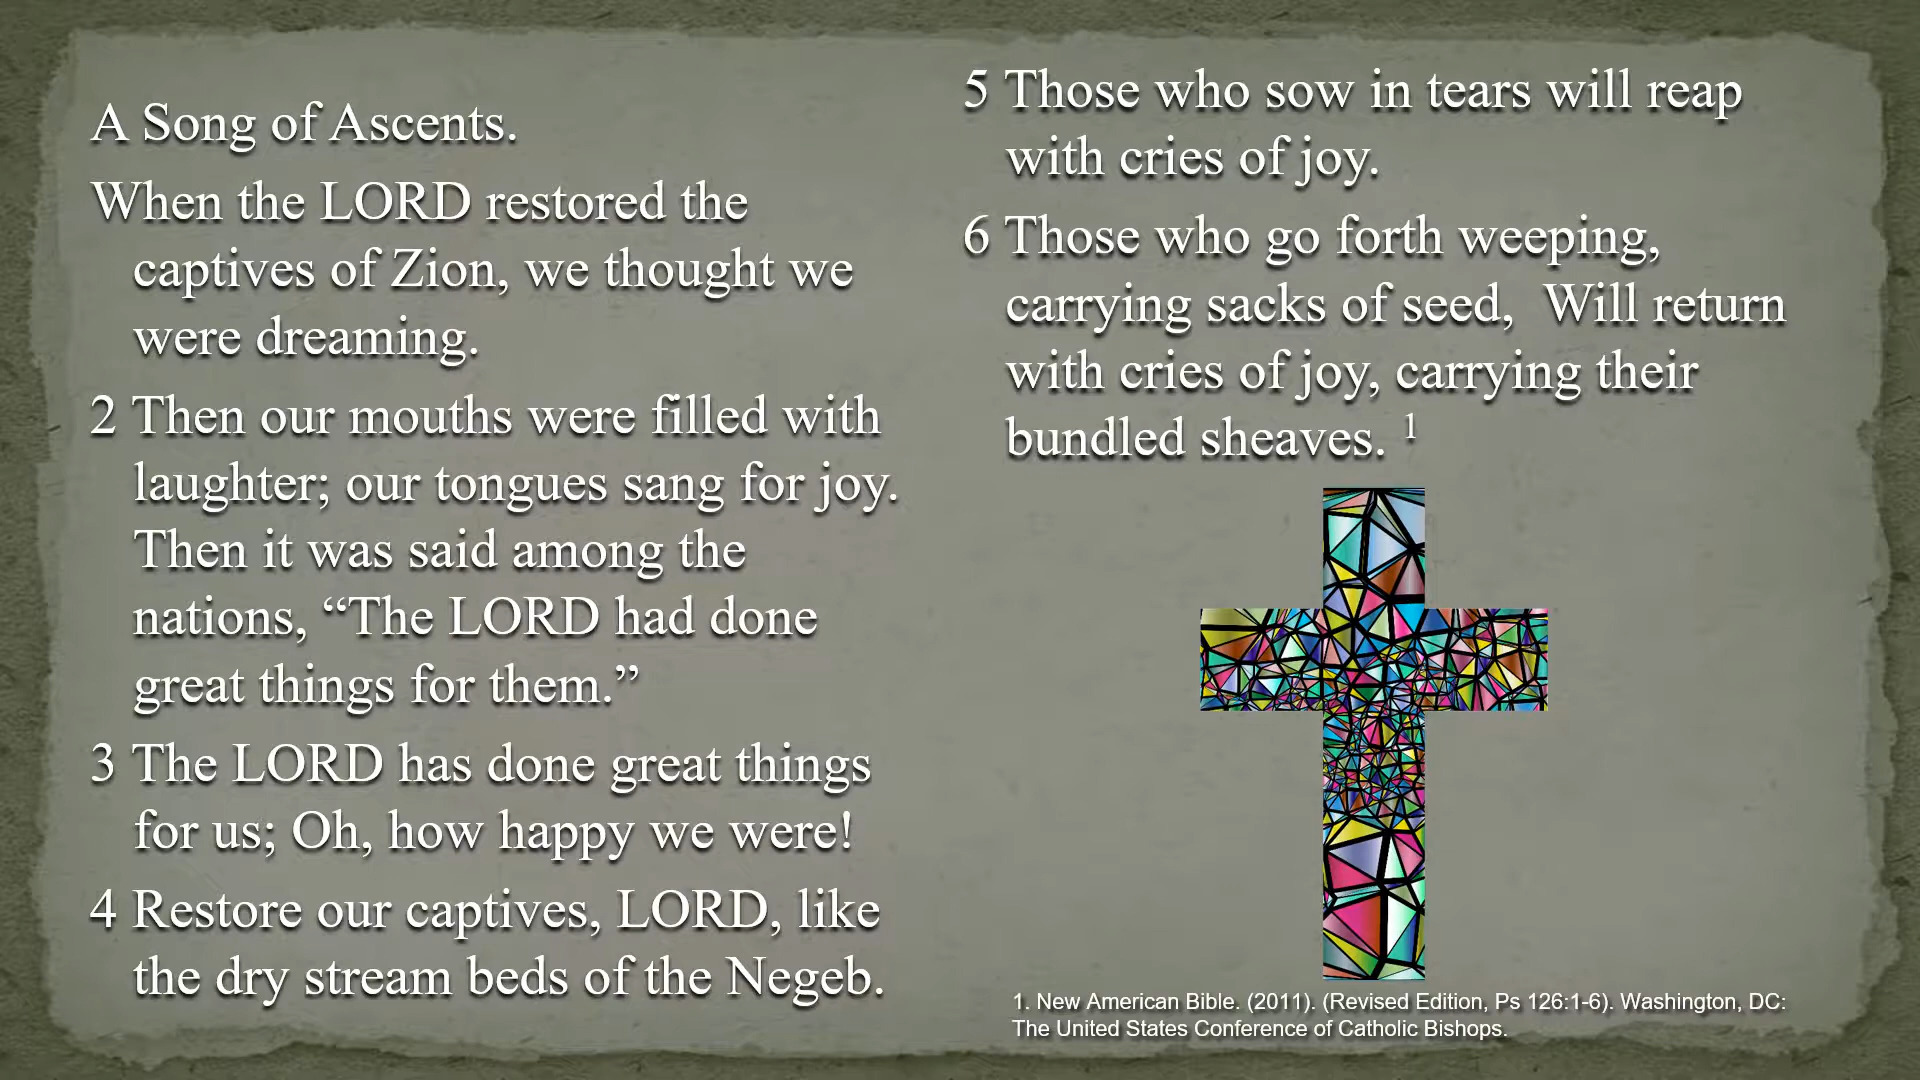 A Song of Ascents.
When the LORD restored the
captives of Zion, we thought we
were dreaming.
2 Then our mouths were filled with
laughter; our tongues sang for joy.
Then it was said among the
nations, “The LORD had done
great things for them.”
3 The LORD has done great things
for us; Oh, how happy we were!
4 Restore our captives, LORD, like
the dry stream beds of the Negeb.
5 Those who sow in tears will reap
with cries of joy.
6 Those who go forth weeping,
carrying sacks of seed,  Will return
with cries of joy, carrying their
bundled sheaves. 1
1. New American Bible. (2011). (Revised Edition, Ps 126:1-6). Washington, DC:
The United States Conference of Catholic Bishops.